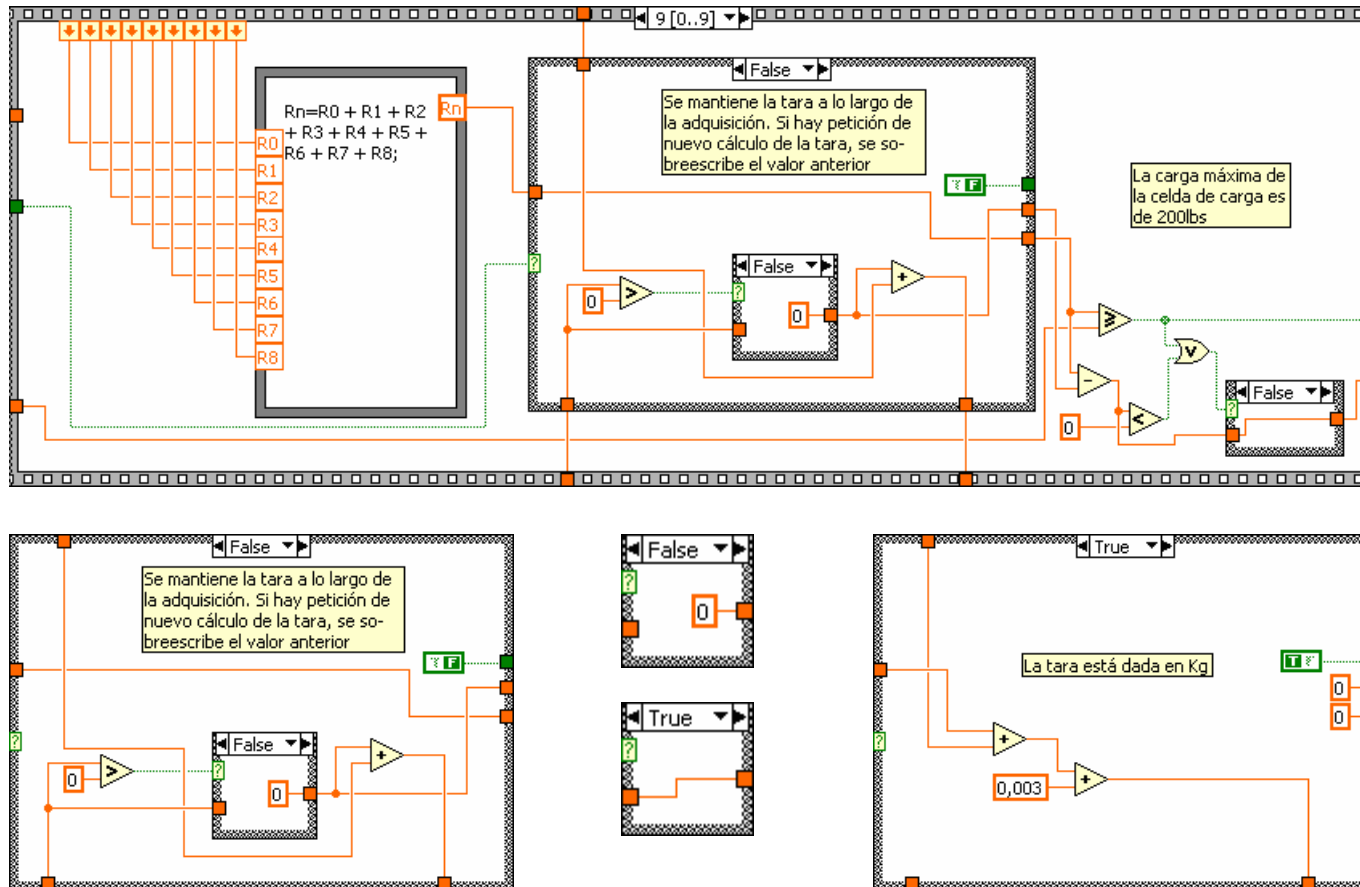 9 [0..9]
Rn=R0 + R1 + R2
+ R3 + R4 + R5 +
R6 + R7 + R8;
Rn
R0
R1
R2
R3
R4
R5
R6
R7
R8
False
Se mantiene la tara a lo largo de
la adquisición. Si hay petición de
nuevo cálculo de la tara, se so-
breescribe el valor anterior
F
?
0
>
False
?
0
+
La carga máxima de
la celda de carga es
de 200lbs
≥
V
-
<
0
False
?
False
Se mantiene la tara a lo largo de
la adquisición. Si hay petición de
nuevo cálculo de la tara, se so-
breescribe el valor anterior
F
?
0
>
False
?
0
+
False
?
0
True
?
True
La tara está dada en Kg
T
0
0
?
+
0,003
+